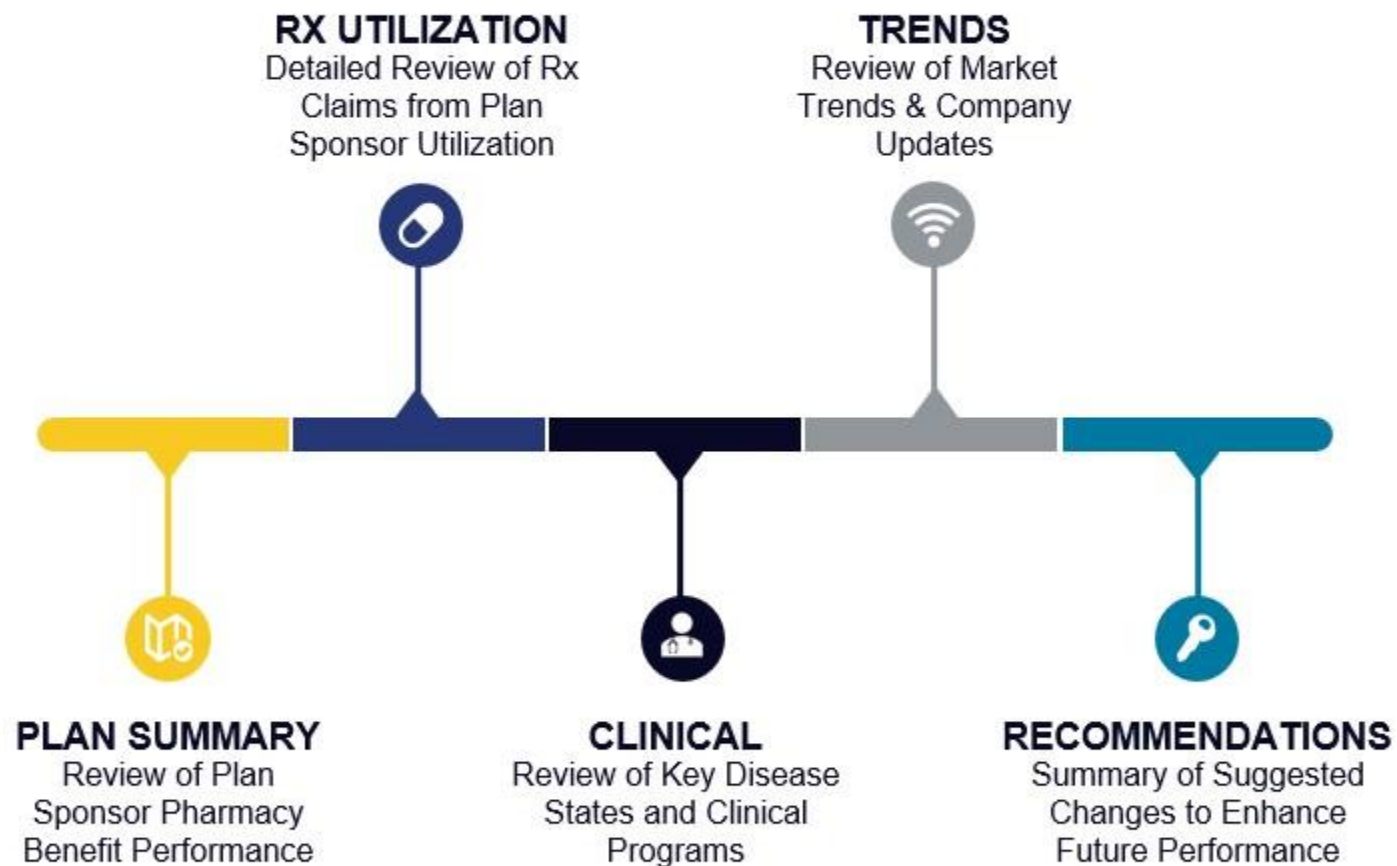 RX UTILIZATION
Detailed Review of Rx
Claims from Plan
Sponsor Utilization
TRENDS
Review of Market
Trends & Company
Updates
PLAN SUMMARY
Review of Plan
Sponsor Pharmacy
Benefit Performance
CLINICAL
Review of Key Disease
States and Clinical
Programs
RECOMMENDATIONS
Summary of Suggested
Changes to Enhance
Future Performance